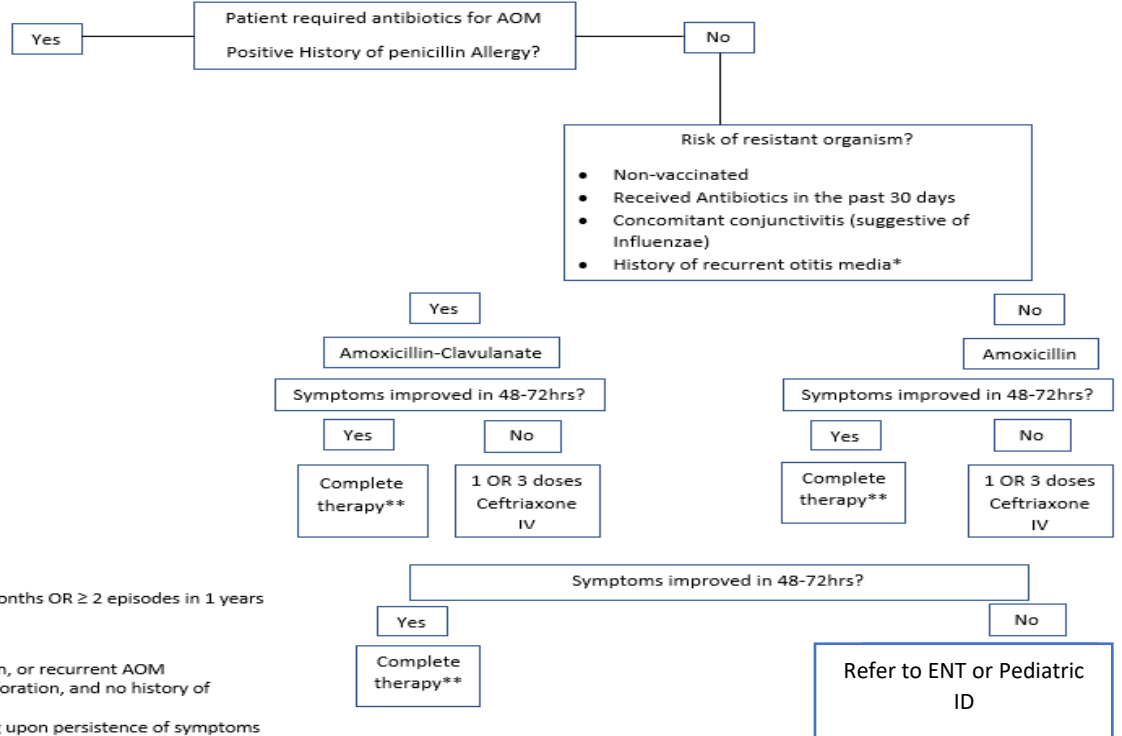 Patient required antibiotics for AOM
Positive History of penicillin Allergy?
Yes
No
Risk of resistant organism?
• Non-vaccinated
• Received Antibiotics in the past 30 days
• Concomitant conjunctivitis (suggestive of
Influenzae)
• History of recurrent otitis media*
Yes
No
Amoxicillin-Clavulanate
Amoxicillin
Symptoms improved in 48-72hrs?
Symptoms improved in 48-72hrs?
Yes
No
Yes
No
Complete
therapy**
1 OR 3 doses
Ceftriaxone
IV
Complete
therapy**
1 OR 3 doses
Ceftriaxone
IV
Symptoms improved in 48-72hrs?
Yes
No
Complete
therapy**
Refer to ENT or Pediatric
ID
OR ≥ 2 episodes in 1 years
or recurrent AOM
and no history of
upon persistence of symptoms